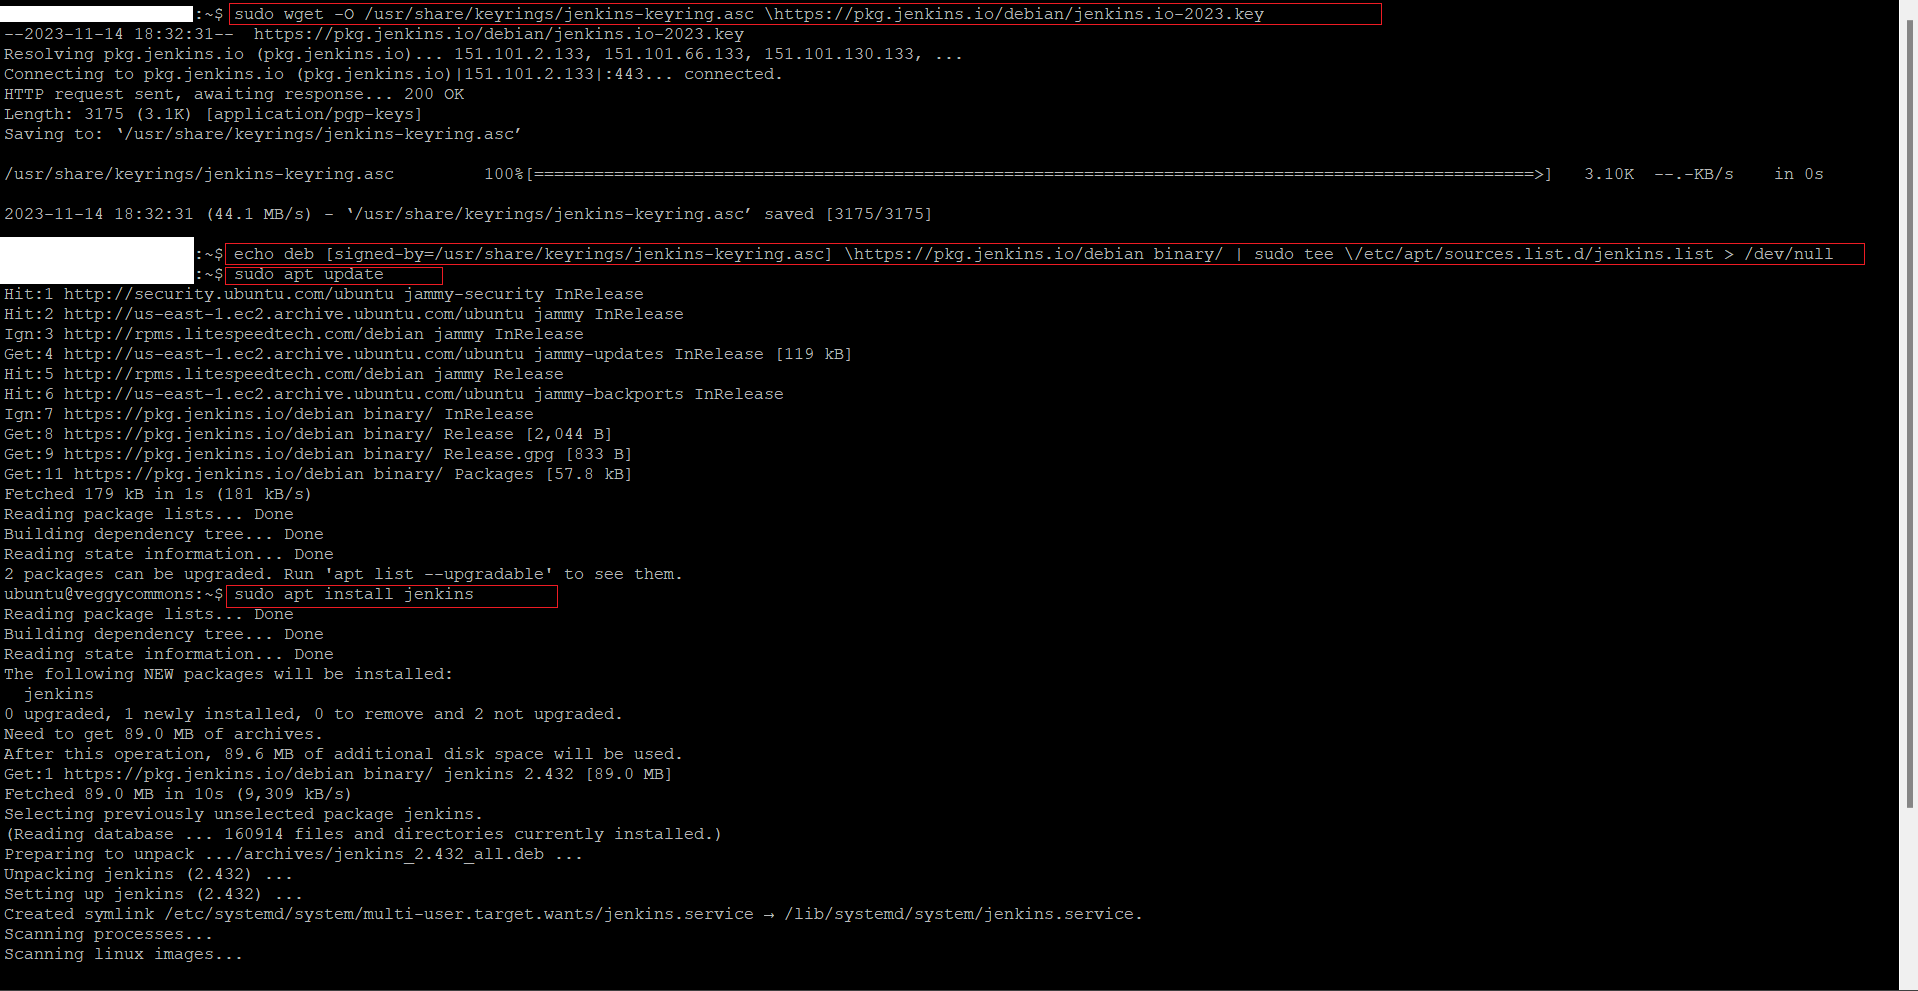 :~$ sudo wget -O /usr/share/keyrings/jenkins-keyring.asc \https://pkg.jenkins.io/debian/jenkins.io-2023.key
--2023-11-14 18:32:31--  https://pkg.jenkins.io/debian/jenkins.io-2023.key
Resolving pkg.jenkins.io (pkg.jenkins.io)... 151.101.2.133, 151.101.66.133, 151.101.130.133, ...
Connecting to pkg.jenkins.io (pkg.jenkins.io)|151.101.2.133|:443... connected.
HTTP request sent, awaiting response... 200 OK
Length: 3175 (3.1K) [application/pgp-keys]
Saving to: ‘/usr/share/keyrings/jenkins-keyring.asc’
/usr/share/keyrings/jenkins-keyring.asc         100%[====================================================================================================>]   3.10K  --.-KB/s    in 0s
2023-11-14 18:32:31 (44.1 MB/s) - ‘/usr/share/keyrings/jenkins-keyring.asc’ saved [3175/3175]
:~$ echo deb [signed-by=/usr/share/keyrings/jenkins-keyring.asc] \https://pkg.jenkins.io/debian binary/ | sudo tee \/etc/apt/sources.list.d/jenkins.list > /dev/null
:~$ sudo apt update
Hit:1 http://security.ubuntu.com/ubuntu jammy-security InRelease
Hit:2 http://us-east-1.ec2.archive.ubuntu.com/ubuntu jammy InRelease
Ign:3 http://rpms.litespeedtech.com/debian jammy InRelease
Get:4 http://us-east-1.ec2.archive.ubuntu.com/ubuntu jammy-updates InRelease [119 kB]
Hit:5 http://rpms.litespeedtech.com/debian jammy Release
Hit:6 http://us-east-1.ec2.archive.ubuntu.com/ubuntu jammy-backports InRelease
Ign:7 https://pkg.jenkins.io/debian binary/ InRelease
Get:8 https://pkg.jenkins.io/debian binary/ Release [2,044 B]
Get:9 https://pkg.jenkins.io/debian binary/ Release.gpg [833 B]
Get:11 https://pkg.jenkins.io/debian binary/ Packages [57.8 kB]
Fetched 179 kB in 1s (181 kB/s)
Reading package lists... Done
Building dependency tree... Done
Reading state information... Done
2 packages can be upgraded. Run 'apt list --upgradable' to see them.
ubuntu@veggycommons:~$ sudo apt install jenkins
Reading package lists... Done
Building dependency tree... Done
Reading state information... Done
The following NEW packages will be installed:
  jenkins
0 upgraded, 1 newly installed, 0 to remove and 2 not upgraded.
Need to get 89.0 MB of archives.
After this operation, 89.6 MB of additional disk space will be used.
Get:1 https://pkg.jenkins.io/debian binary/ jenkins 2.432 [89.0 MB]
Fetched 89.0 MB in 10s (9,309 kB/s)
Selecting previously unselected package jenkins.
(Reading database ... 160914 files and directories currently installed.)
Preparing to unpack .../archives/jenkins_2.432_all.deb ...
Unpacking jenkins (2.432) ...
Setting up jenkins (2.432) ...
Created symlink /etc/systemd/system/multi-user.target.wants/jenkins.service → /lib/systemd/system/jenkins.service.
Scanning processes...
Scanning linux images...